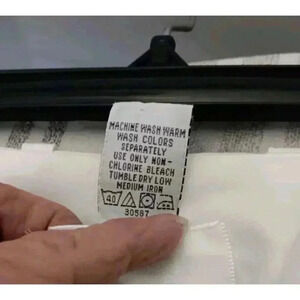 MACHINE WASH WARM
WASH COLORS
SEPARATELY
USE ONLY NON-
CHLORINE BLEACH
TUMBLE DRY LOW
MEDIUM IRON
40
30587